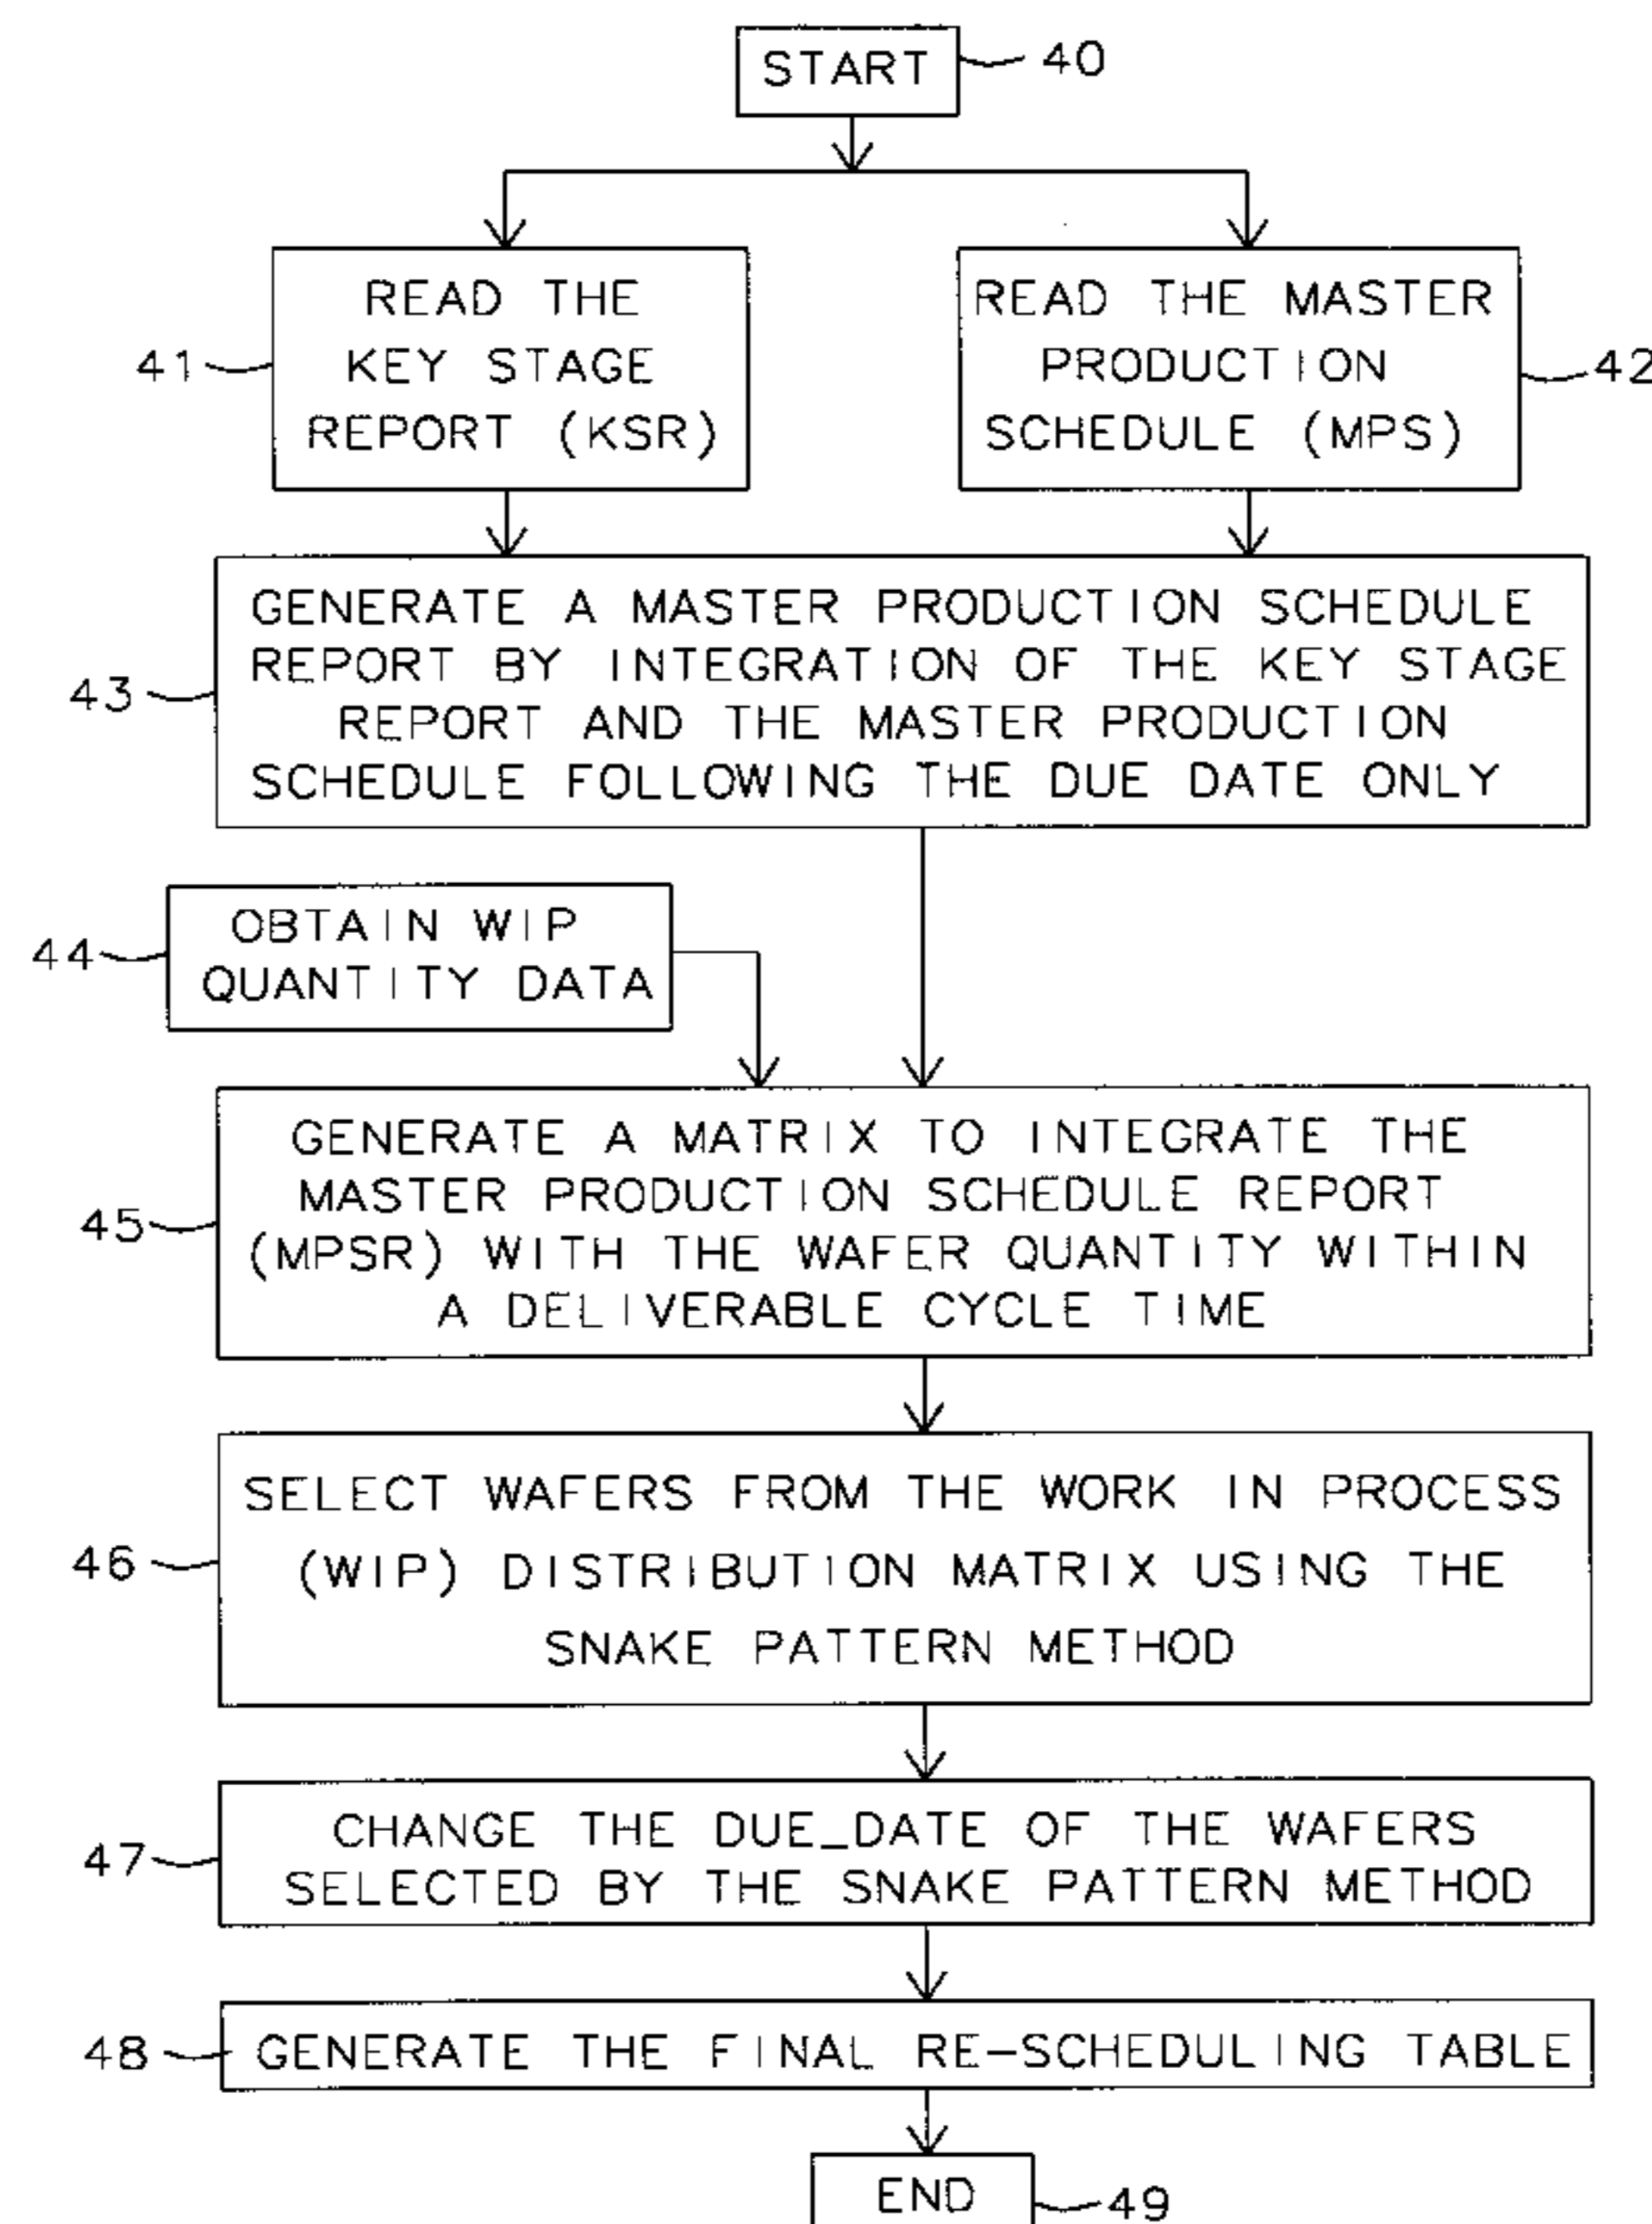 START
40
READ THE
KEY STAGE
REPORT (KSR)
41
READ THE MASTER
PRODUCTION
SCHEDULE (MPS)
42
GENERATE A MASTER PRODUCTION SCHEDULE
REPORT BY INTEGRATION OF THE KEY STAGE
REPORT AND THE MASTER PRODUCTION
SCHEDULE FOLLOWING THE DUE DATE ONLY
43
OBTAIN WIP
QUANTITY DATA
44
GENERATE A MATRIX TO INTEGRATE THE
MASTER PRODUCTION SCHEDULE REPORT
(MPSR) WITH THE WAFER QUANTITY WITHIN
A DELIVERABLE CYCLE TIME
45
SELECT WAFERS FROM THE WORK IN PROCESS
(WIP) DISTRIBUTION MATRIX USING THE
SNAKE PATTERN METHOD
46
CHANGE THE DUE_DATE OF THE WAFERS
SELECTED BY THE SNAKE PATTERN METHOD
47
GENERATE THE FINAL RE-SCHEDULING TABLE
48
END
49